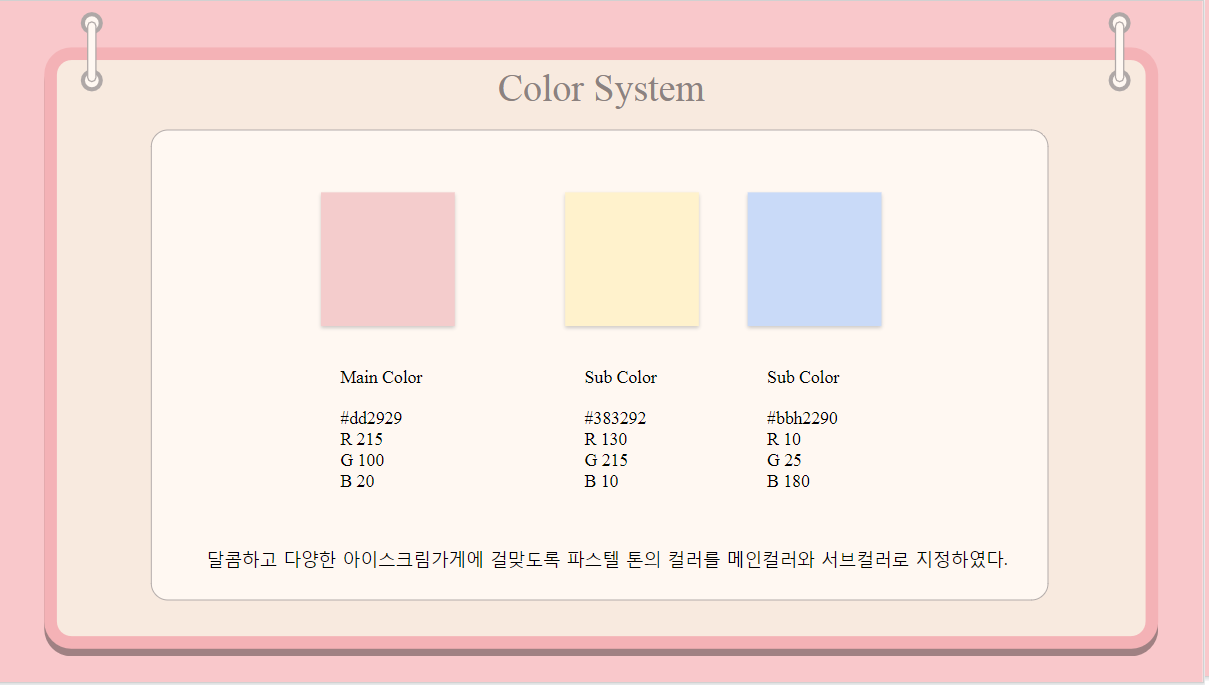 Color System
Main Color
#dd2929
R 215
G 100
B 20
Sub Color
#383292
R 130
G 215
B 10
Sub Color
#bbh2290
R 10
G 25
B 180
달콤하고 다양한 아이스크림가게에 걸맞도록 파스텔 톤의 컬러를 메인컬러와 서브컬러로 지정하였다.